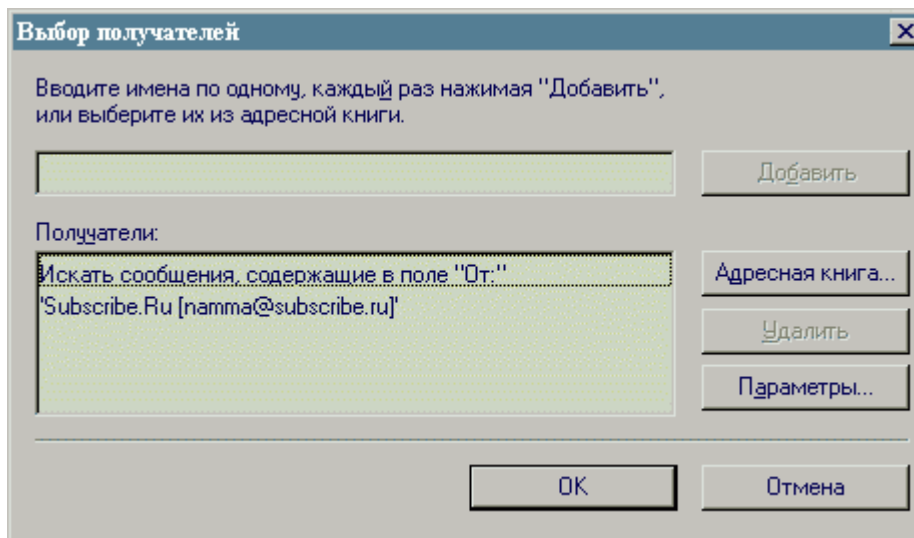 Выбор получателей
Вводите имена по одному, каждый раз нажимая "Добавить",
или выберите их из адресной книги.
Добавить
Получатели:
Искать сообщения, содержащие в поле "От:"
'Subscribe.Ru [namma@subscribe.ru]'
Адресная книга...
Удалить
Параметры...
OK
Отмена